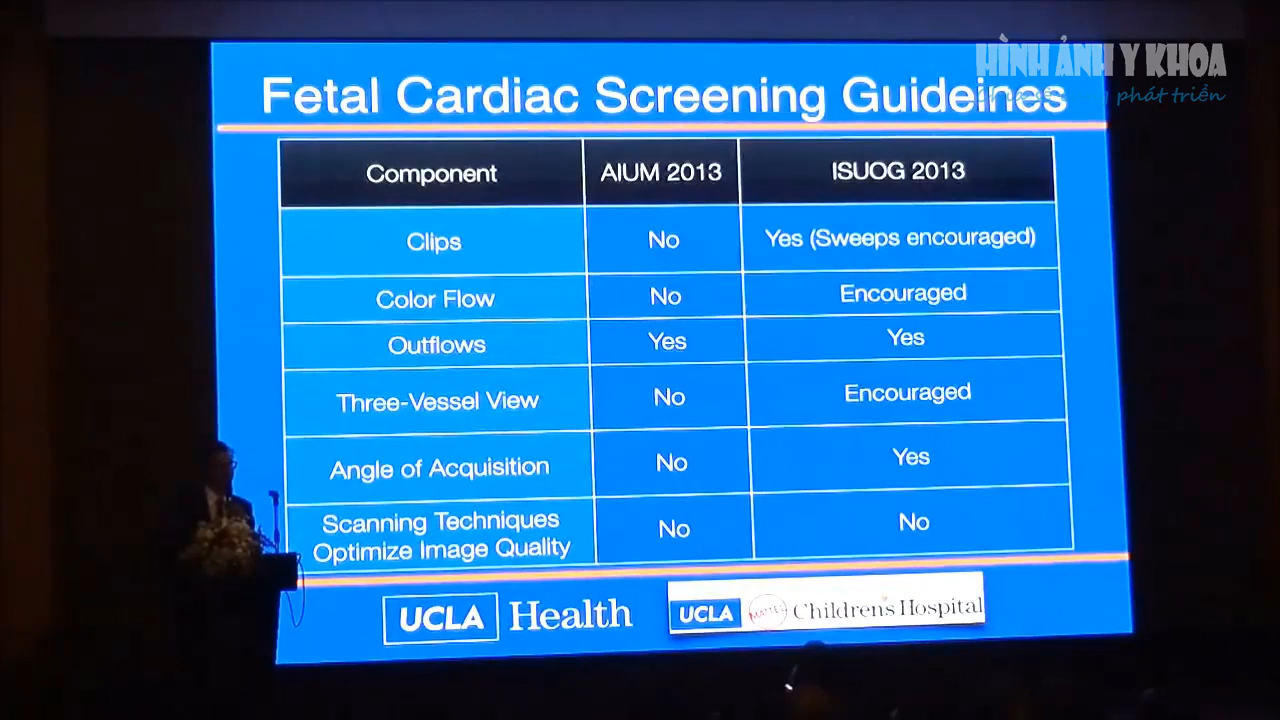 HÌNH ẢNH Y KHOA
phát triển
Fetal Cardiac Screening Guideines
Component AIUM 2013 ISUOG 2013
Clips No Yes (Sweeps encouraged)
Color Flow No Encouraged
Outflows Yes Yes
Three-Vessel View No Encouraged
Angle of Acquisition No Yes
Scanning Techniques
Optimize Image Quality No No
UCLA Health
UCLA MATTEL Children's Hospital